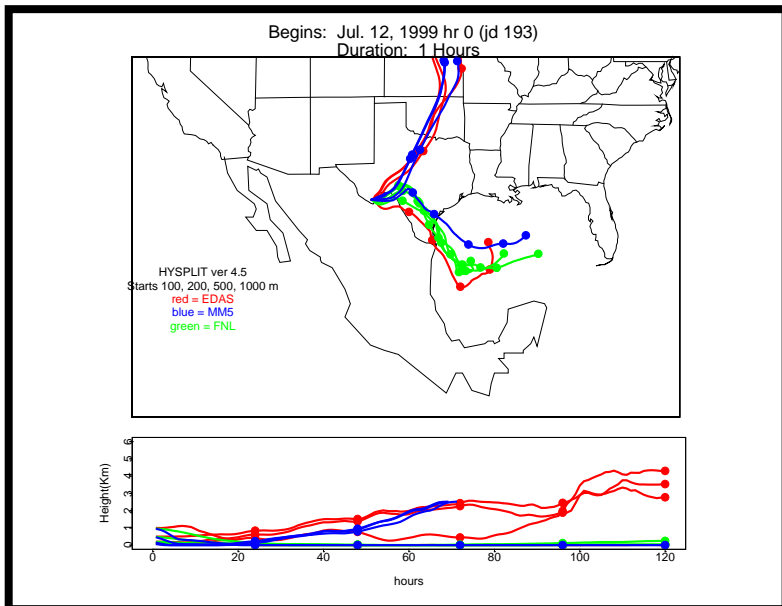 Begins: Jul. 12, 1999 hr 0 (jd 193)
Duration: 1 Hours
HYSPLIT ver 4.5
Starts 100, 200, 500, 1000 m
red = EDAS
blue = MM5
green = FNL
Height(Km)
6
5
4
3
2
1
0
0 20 40 60 80 100 120
hours